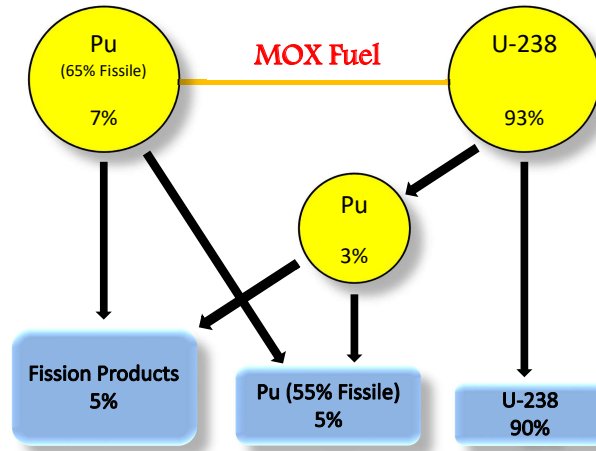 Pu
(65% Fissile)
7%
MOX Fuel
U-238
93%
Pu
3%
Fission Products
5%
Pu (55% Fissile)
5%
U-238
90%